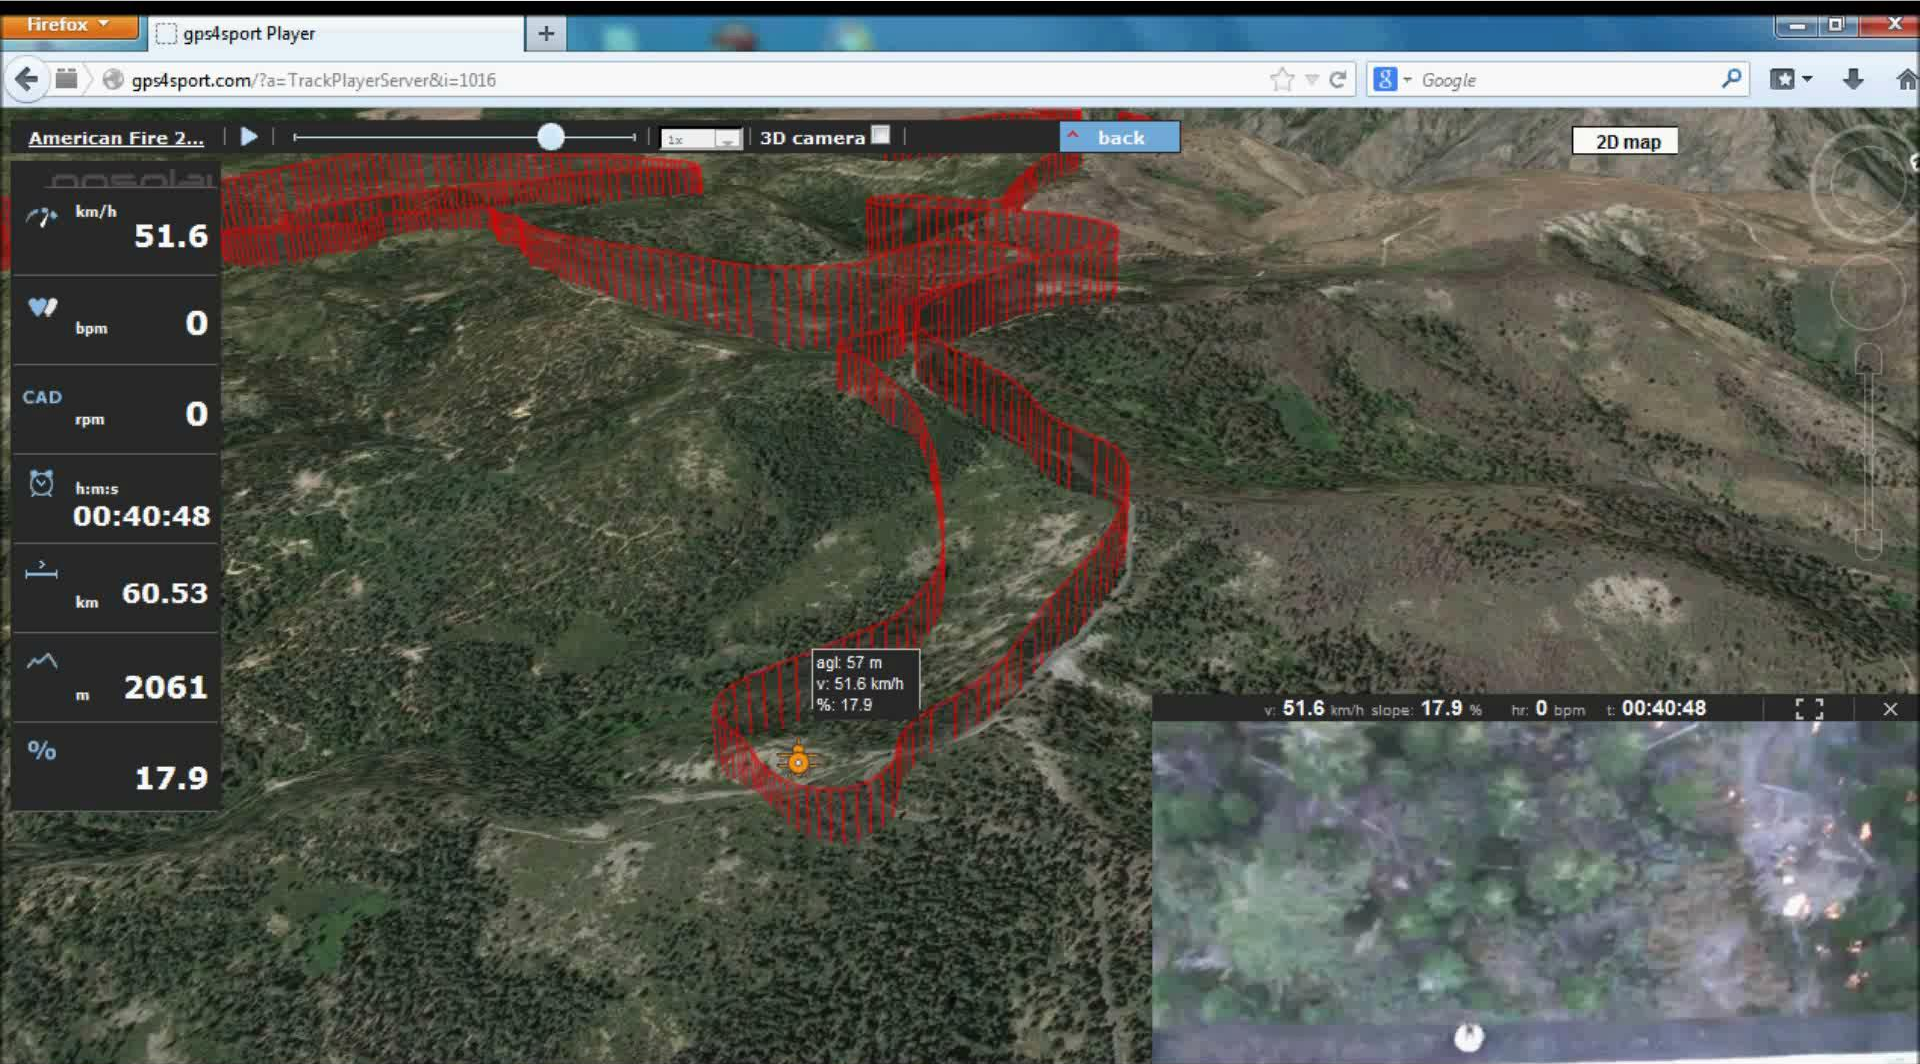 Firefox
gps4sport Player
gps4sport.com/?a=TrackPlayerServer&i=1016
Google
American Fire 2...
1x
3D camera
back
2D map
km/h
51.6
bpm
0
CAD
rpm
0
h:m:s
00:40:48
km
60.53
m
2061
%
17.9
agl: 57 m
v: 51.6 km/h
%: 17.9
v: 51.6 km/h slope: 17.9 % hr: 0 bpm t: 00:40:48